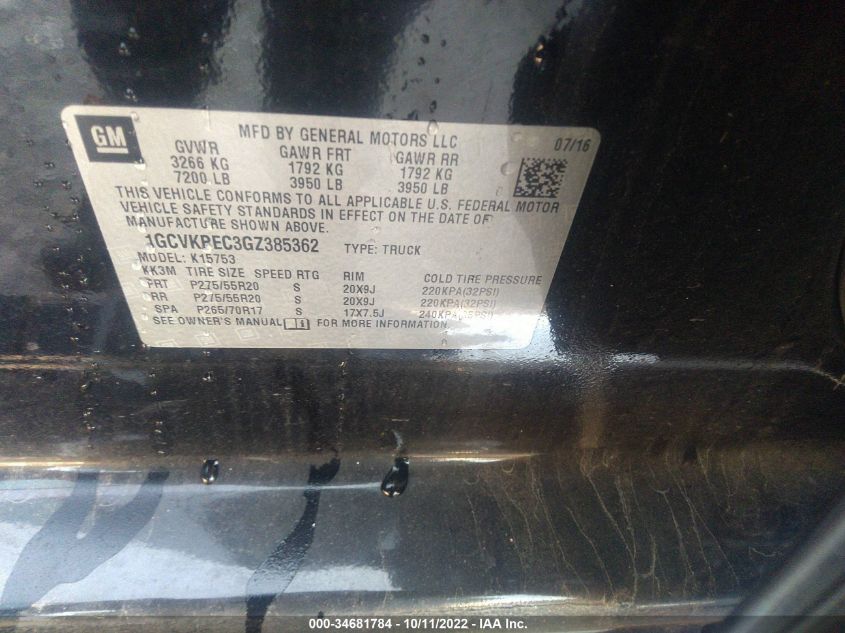 GM
MFD BY GENERAL MOTORS LLC
07/16
GVWR GAWR FRT GAWR RR
3266 KG 1792 KG 1792 KG
7200 LB 3950 LB 3950 LB
THIS VEHICLE CONFORMS TO ALL APPLICABLE U.S. FEDERAL MOTOR
VEHICLE SAFETY STANDARDS IN EFFECT ON THE DATE OF
MANUFACTURE SHOWN ABOVE.
1GCVKPEC3GZ385362 TYPE: TRUCK
MODEL: K15753
KK3M TIRE SIZE SPEED RTG RIM COLD TIRE PRESSURE
FRT P275/55R20 S 20X9J 220KPA(32PSI)
RR P275/55R20 S 20X9J 220KPA(32PSI)
SPA P265/70R17 S 17X7.5J 240KPA(35PSI)
SEE OWNER'S MANUAL FOR MORE INFORMATION.
000-34681784 - 10/11/2022 - IAA Inc.